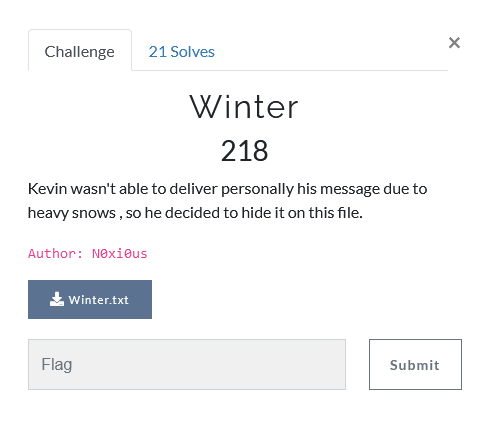 Challenge
21 Solves
×
Winter
218
Kevin wasn't able to deliver personally his message due to
heavy snows , so he decided to hide it on this file.
Author: N0xi0us
Winter.txt
Flag
Submit